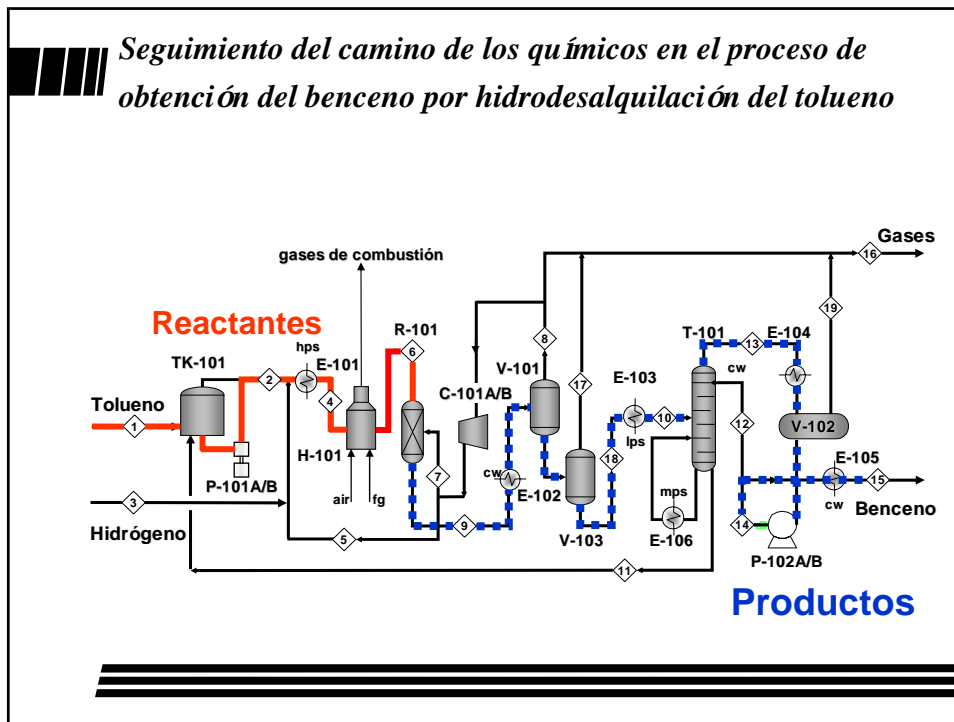 Seguimiento del camino de los químicos en el proceso de
obtención del benceno por hidrodesalquilación del tolueno
Gases
16
gases de combustión
Reactantes
R-101
T-101
E-104
13
19
TK-101
hps
E-101
6
8
V-101
cw
2
4
C-101A/B
17
E-103
Tolueno
1
10
12
V-102
lps
H-101
18
E-105
P-101A/B
7
cw
E-102
15
3
air
fg
mps
cw
Hidrógeno
9
14
Benceno
5
V-103
E-106
P-102A/B
11
Productos